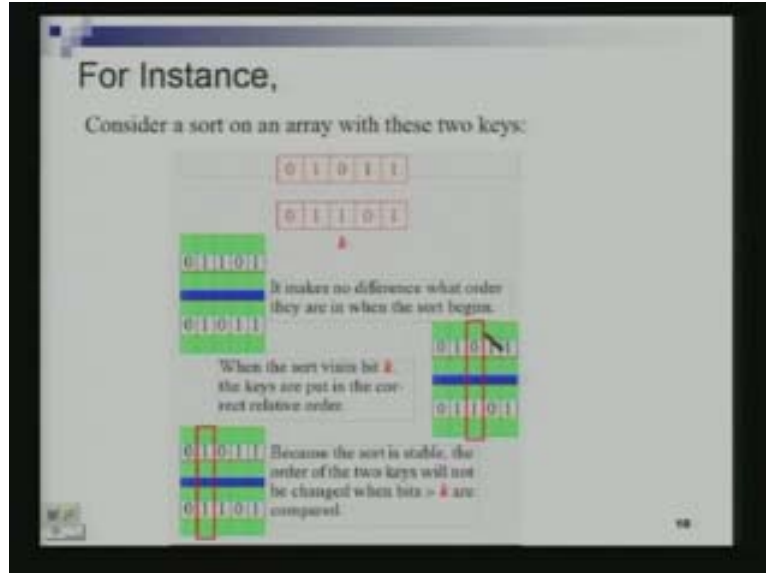 For Instance,
Consider a sort on an array with these two keys:
0 1 0 1 1
0 1 1 0 1
k
0 1 1 0 1
It makes no difference what order
they are in when the sort begins.
0 1 0 1 1
0 1 0 1 1
When the sort visits bit k,
the keys are put in the cor-
rect relative order.
0 1 1 0 1
0 1 0 1 1
Because the sort is stable, the
order of the two keys will not
be changed when bits > k are
0 1 1 0 1
compared.